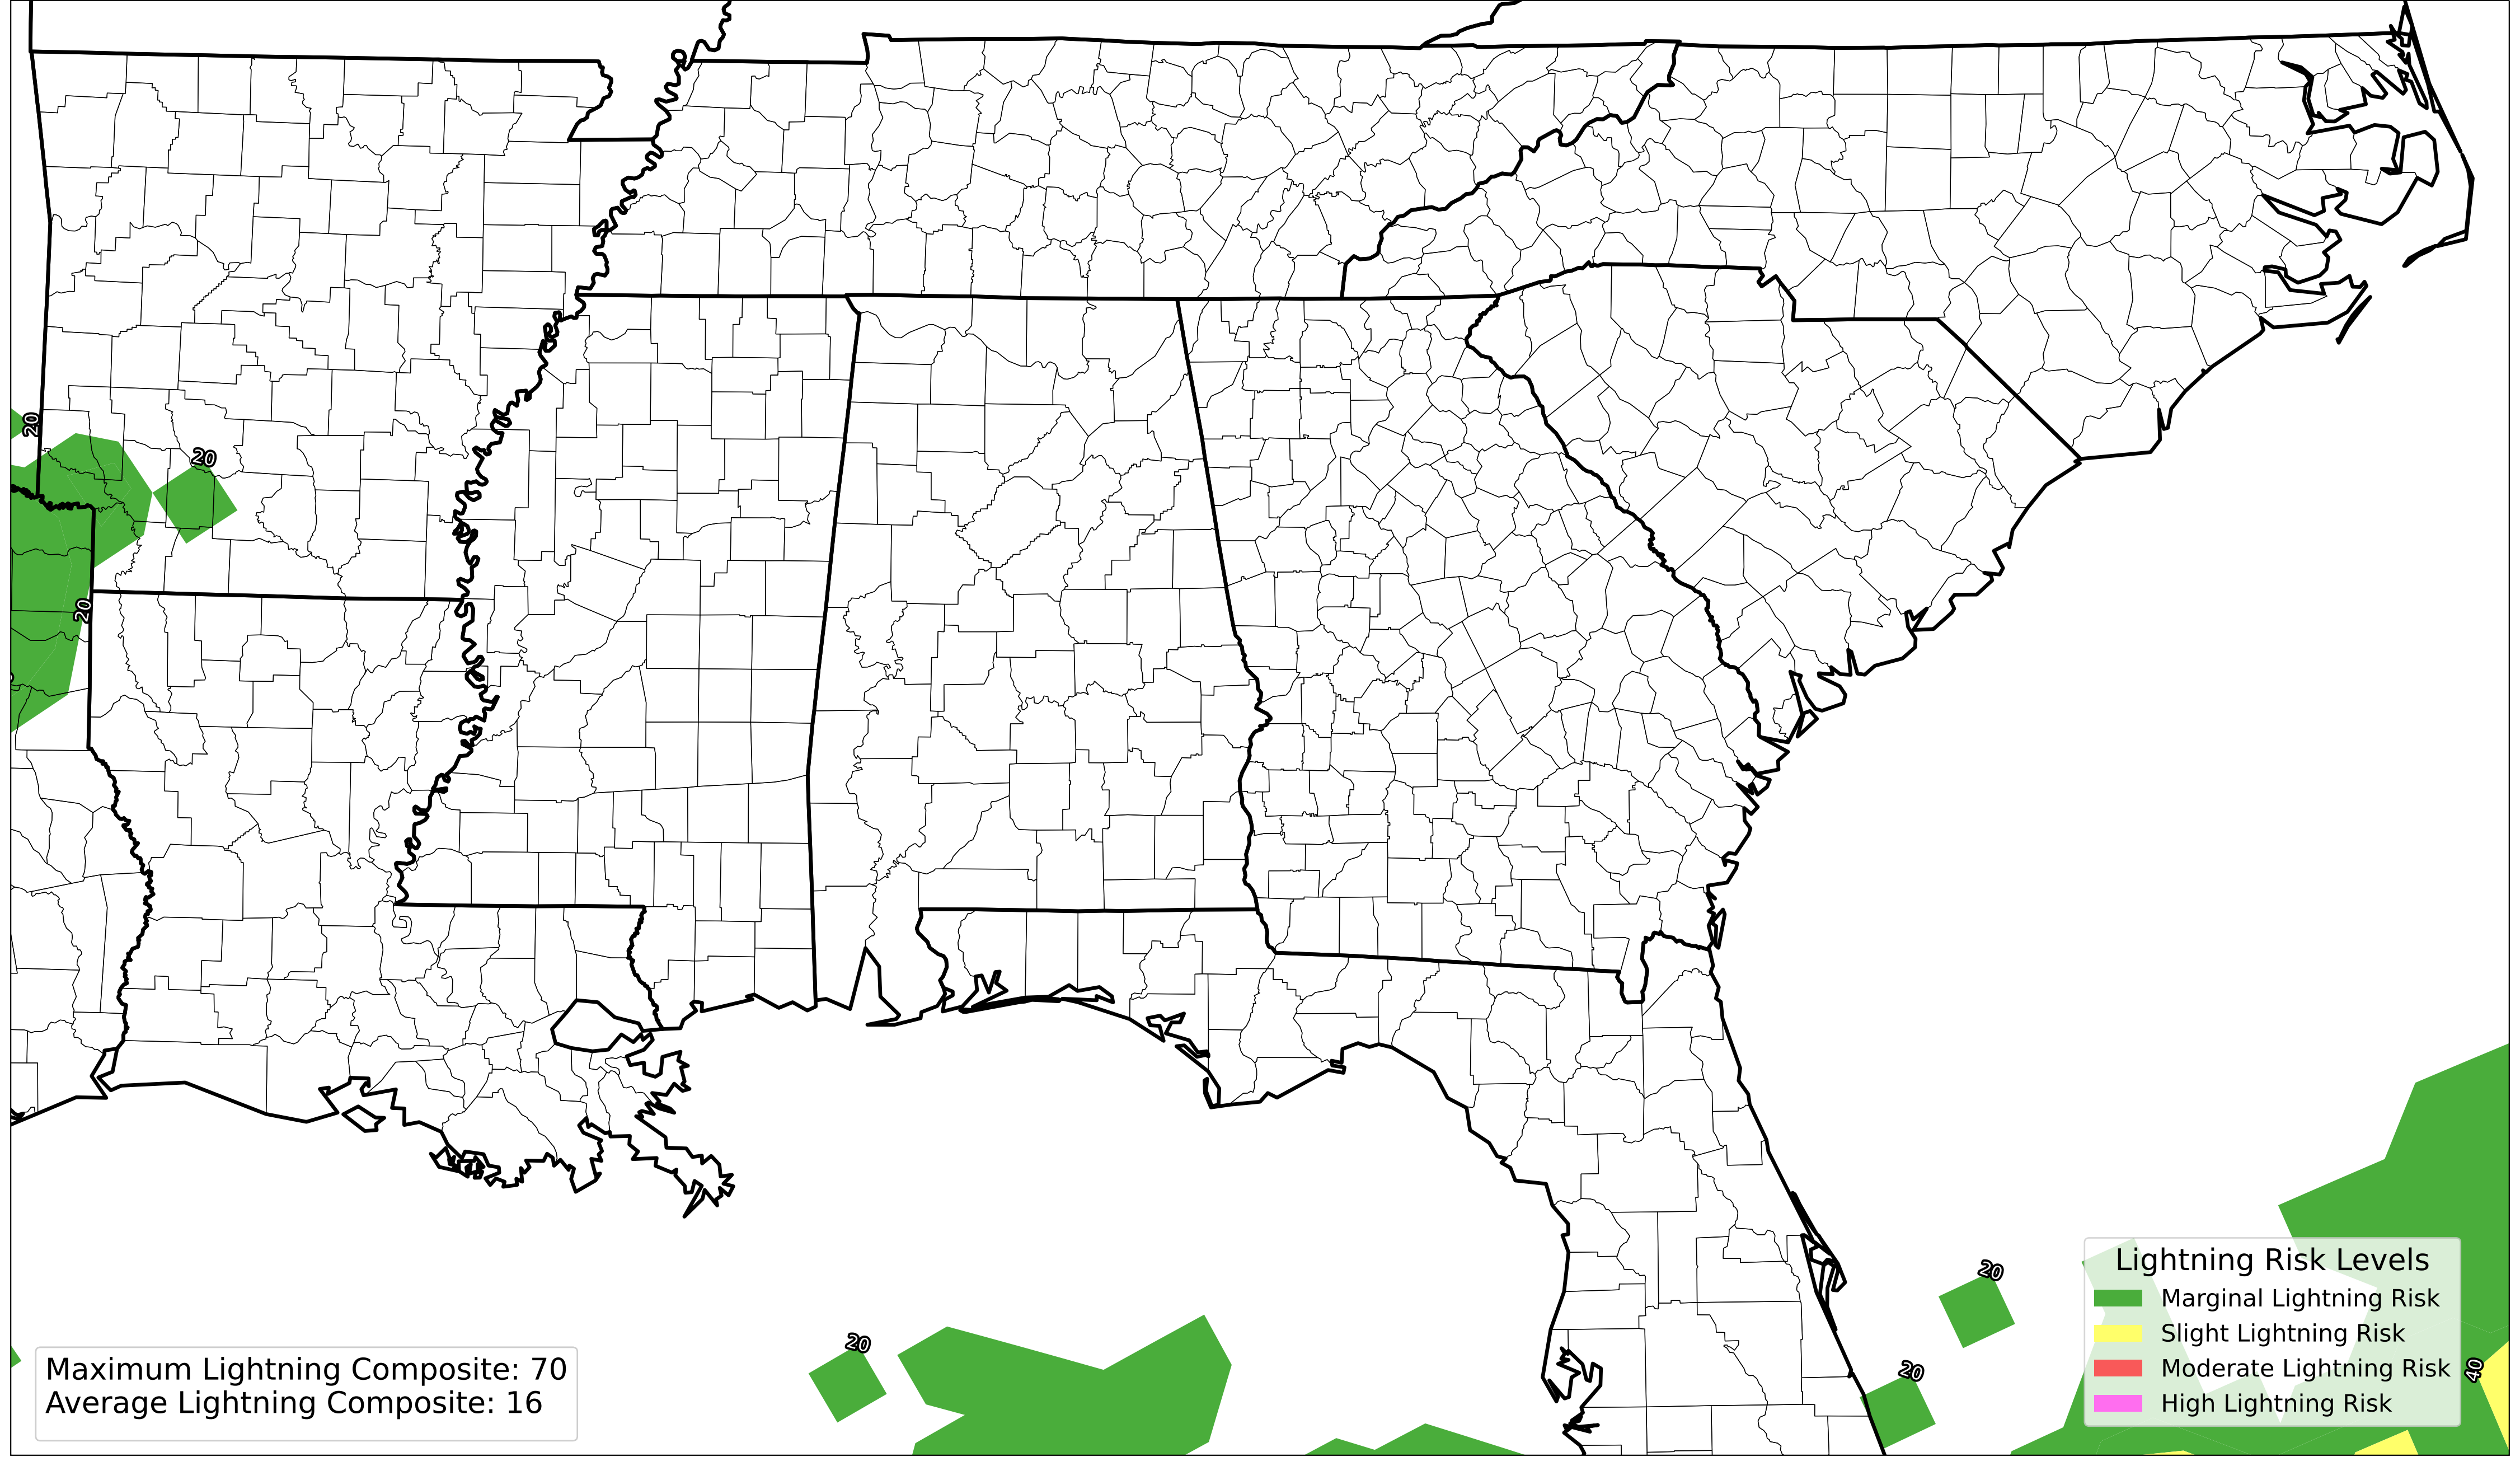 20
20
20
20
20
20
40
Lightning Risk Levels
Marginal Lightning Risk
Slight Lightning Risk
Moderate Lightning Risk
High Lightning Risk
Maximum Lightning Composite: 70
Average Lightning Composite: 16